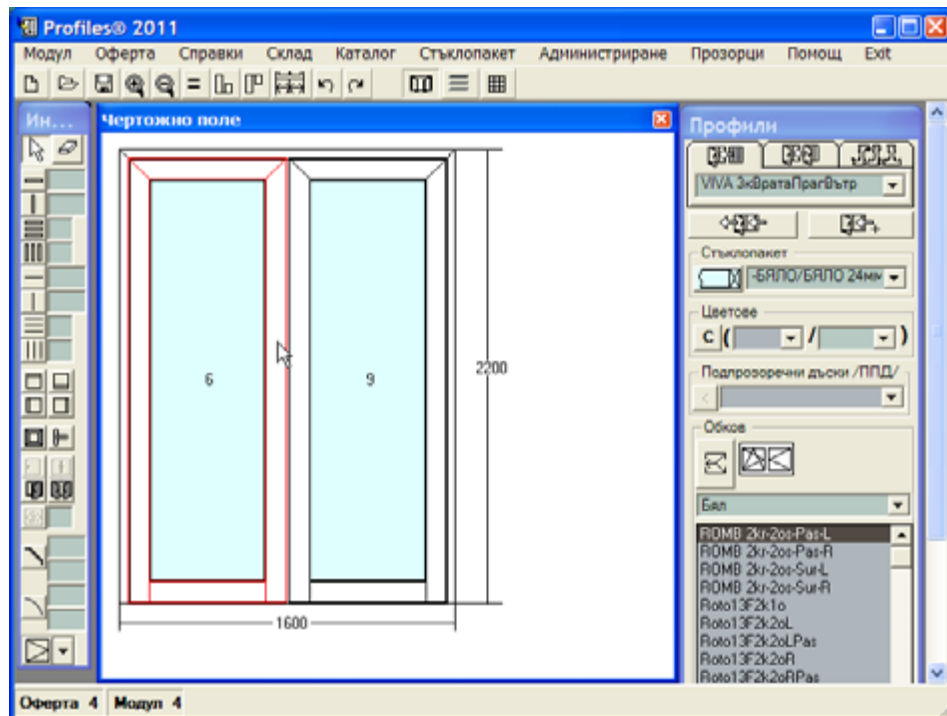 Profiles® 2011
Модул Оферта Справки Склад Каталог Стъклопакет Администриране Прозорци Помощ Exit
Ин...
Чертожно поле
Профили
VIVA 3кВратаПрагВътр
Стъклопакет
-БЯЛО/БЯЛО 24мм
Цветове
C ( / )
Подпрозоречни дъски /ППД/
<
Обков
Бял
ROMB 2kr-2os-Pas-L
ROMB 2kr-2os-Pas-R
ROMB 2kr-2os-Sur-L
ROMB 2kr-2os-Sur-R
Roto13F2k1o
Roto13F2k2oL
Roto13F2k2oLPas
Roto13F2k2oR
Roto13F2k2oRPas
6
9
2200
1600
Оферта 4 Модул 4